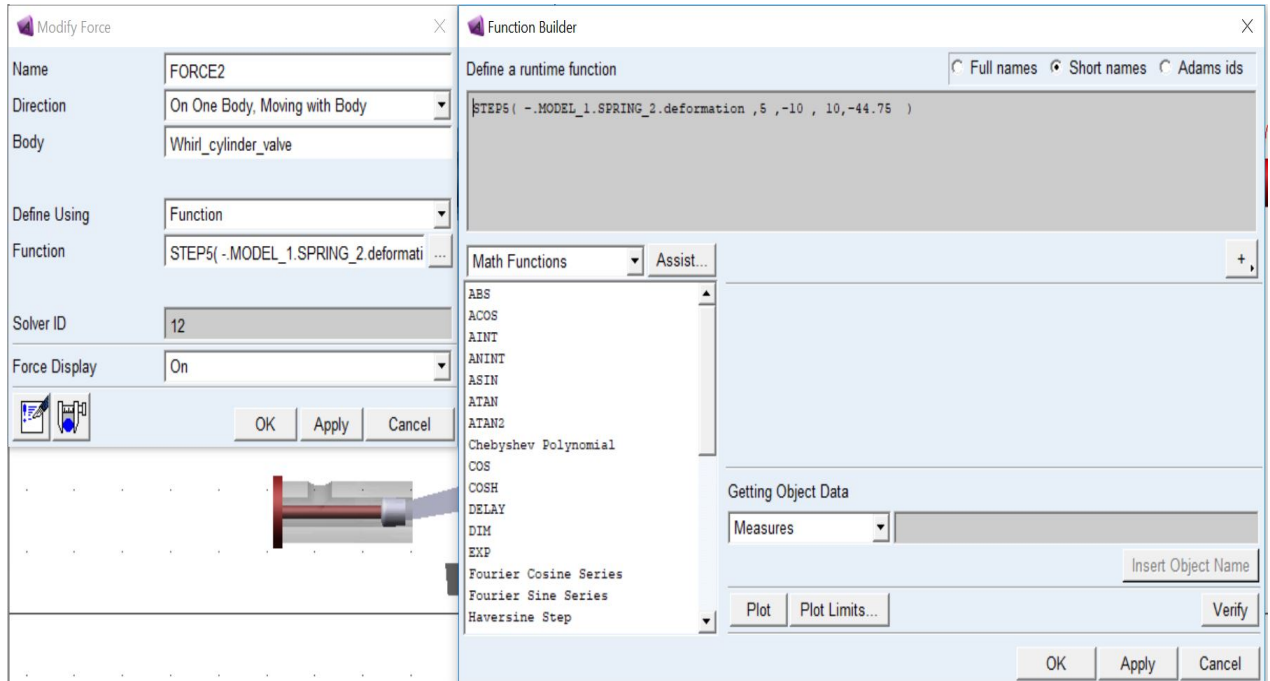 Modify Force
Name FORCE2
Direction On One Body, Moving with Body
Body Whirl_cylinder_valve
Define Using Function
Function STEP5( -.MODEL_1.SPRING_2.deformati ...
Solver ID 12
Force Display On
OK Apply Cancel
Function Builder
Define a runtime function Full names Short names Adams ids
STEP5( -.MODEL_1.SPRING_2.deformation ,5 ,-10 , 10,-44.75  )
Math Functions Assist... +
ABS
ACOS
AINT
ANINT
ASIN
ATAN
ATAN2
Chebyshev Polynomial
COS
COSH
DELAY
DIM
EXP
Fourier Cosine Series
Fourier Sine Series
Haversine Step
Getting Object Data
Measures
Insert Object Name
Plot Plot Limits... Verify
OK Apply Cancel